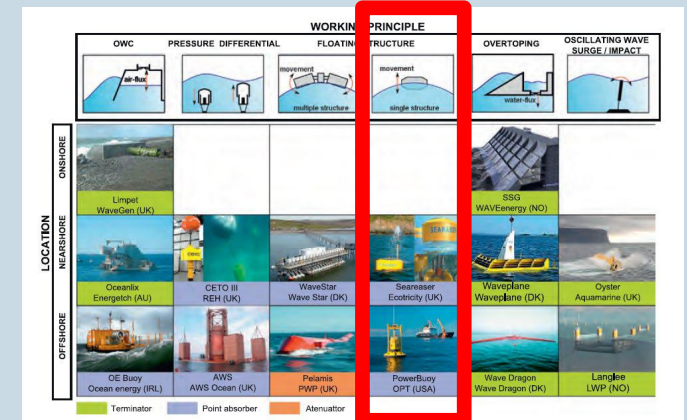 WORKING PRINCIPLE
OWC
PRESSURE DIFFERENTIAL
FLOATING STRUCTURE
OVERTOPING
OSCILLATING WAVE
SURGE / IMPACT
air-flux
movement
multiple structure
movement
single structure
water-flux
LOCATION
ONSHORE
Limpet
WaveGen (UK)
SSG
WAVEenergy (NO)
NEARSHORE
Oceanlix
Energetch (AU)
CETO III
REH (UK)
WaveStar
Wave Star (DK)
Seareaser
Ecotricity (UK)
Waveplane
Waveplane (DK)
Oyster
Aquamarine (UK)
OFFSHORE
OE Buoy
Ocean energy (IRL)
AWS
AWS Ocean (UK)
Pelamis
PWP (UK)
PowerBuoy
OPT (USA)
Wave Dragon
Wave Dragon (DK)
Langlee
LWP (NO)
Terminator
Point absorber
Atenuattor